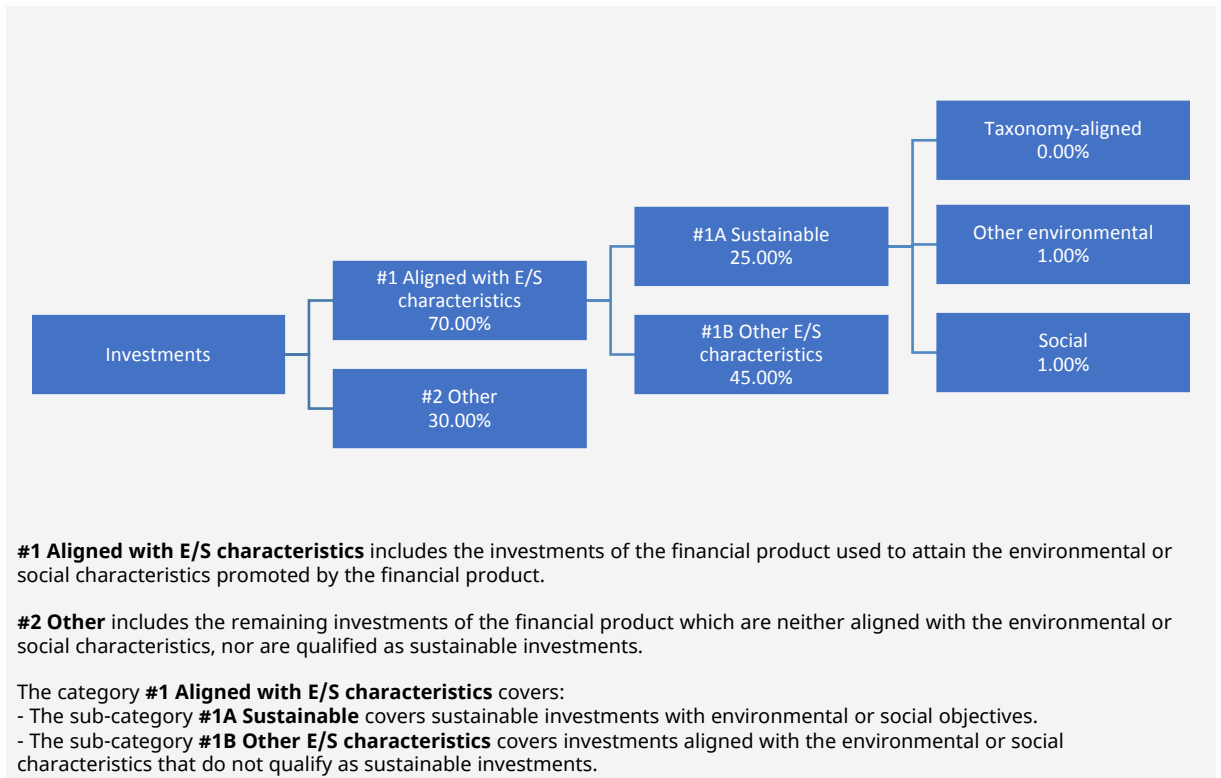 Investments
#1 Aligned with E/S
characteristics
70.00%
#2 Other
30.00%
#1A Sustainable
25.00%
#1B Other E/S
characteristics
45.00%
Taxonomy-aligned
0.00%
Other environmental
1.00%
Social
1.00%
#1 Aligned with E/S characteristics includes the investments of the financial product used to attain the environmental or
social characteristics promoted by the financial product.
#2 Other includes the remaining investments of the financial product which are neither aligned with the environmental or
social characteristics, nor are qualified as sustainable investments.
The category #1 Aligned with E/S characteristics covers:
- The sub-category #1A Sustainable covers sustainable investments with environmental or social objectives.
- The sub-category #1B Other E/S characteristics covers investments aligned with the environmental or social
characteristics that do not qualify as sustainable investments.